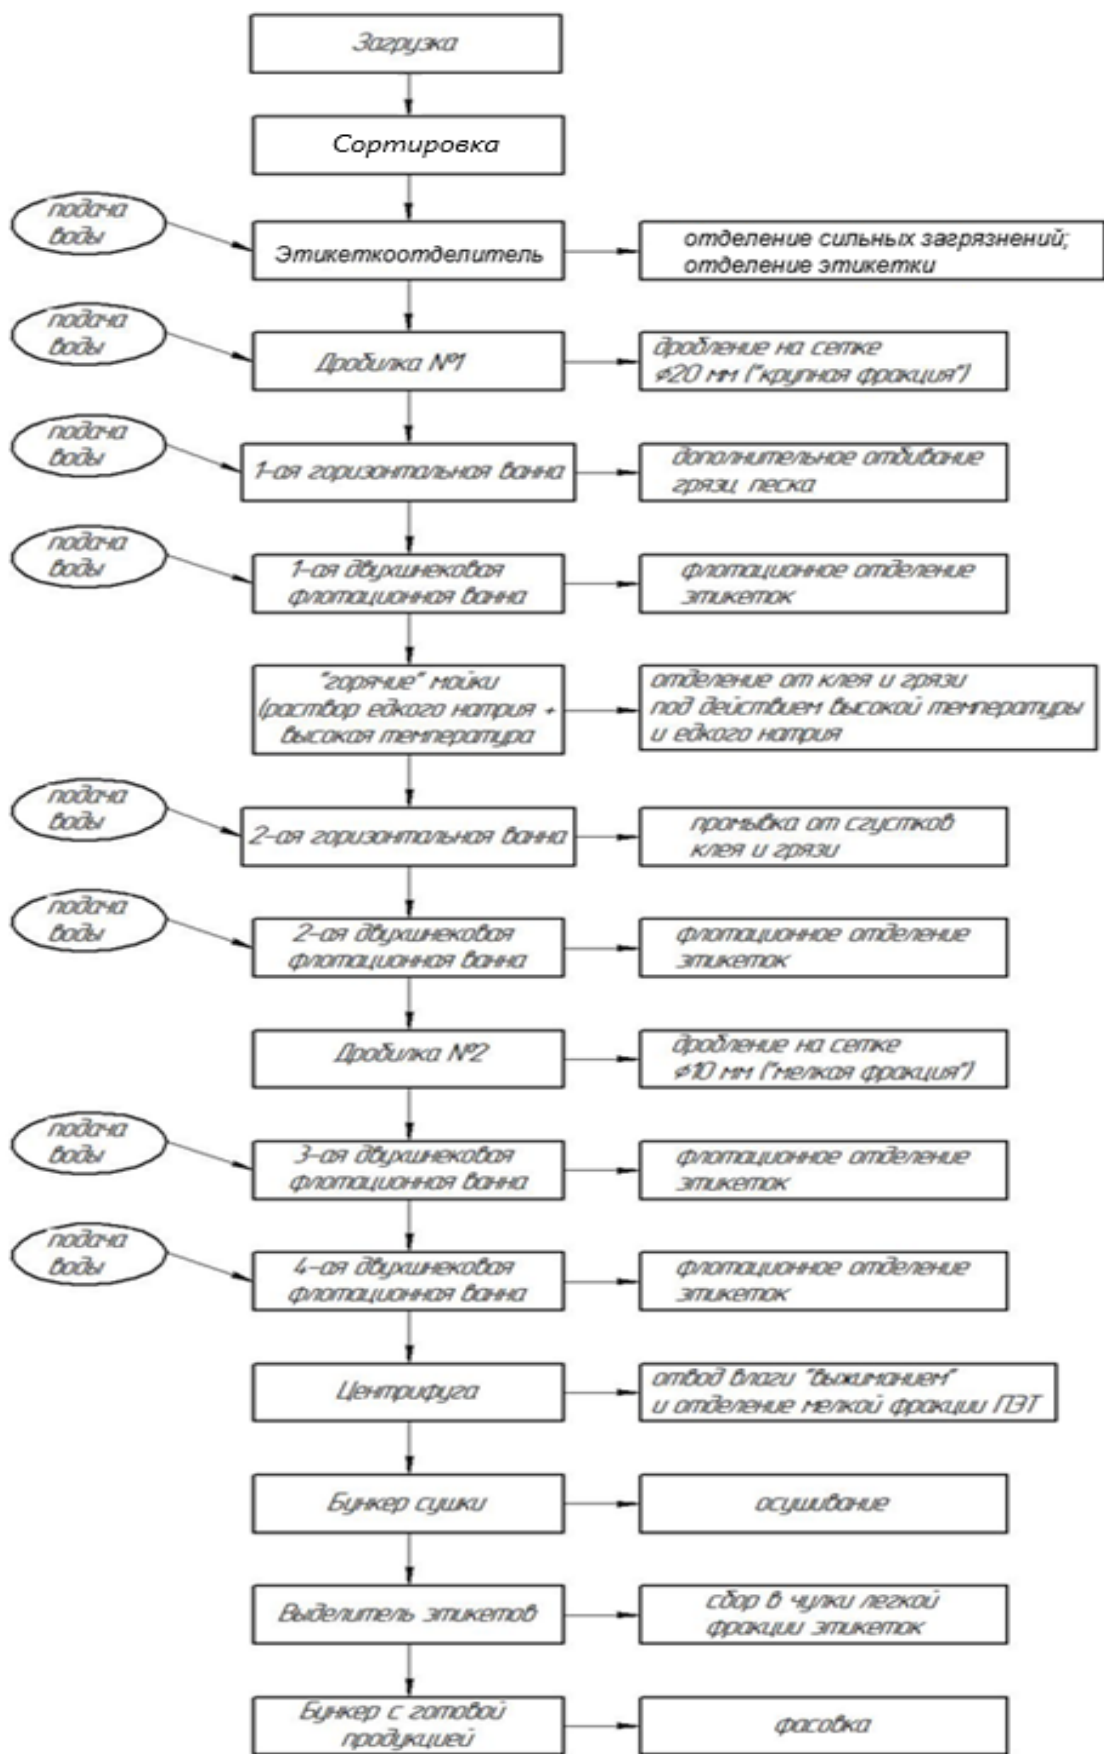 Загрузка
Сортировка
подача
воды
Этикеткоотделитель
отделение сильных загрязнений;
отделение этикетки
подача
воды
Дробилка №1
дробление на сетке
⌀20 мм ("крупная фракция")
подача
воды
1-ая горизонтальная ванна
дополнительное отбивание
грязи, песка
подача
воды
1-ая двухшнековая
флотационная ванна
флотационное отделение
этикеток
"горячие" мойки
(раствор едкого натрия +
высокая температура
отделение от клея и грязи
под действием высокой температуры
и едкого натрия
подача
воды
2-ая горизонтальная ванна
промывка от сгустков
клея и грязи
подача
воды
2-ая двухшнековая
флотационная ванна
флотационное отделение
этикеток
Дробилка №2
дробление на сетке
⌀10 мм ("мелкая фракция")
подача
воды
3-ая двухшнековая
флотационная ванна
флотационное отделение
этикеток
подача
воды
4-ая двухшнековая
флотационная ванна
флотационное отделение
этикеток
Центрифуга
отвод влаги "выжиманием"
и отделение мелкой фракции ПЭТ
Бункер сушки
осушивание
Выделитель этикетов
сбор в чулки легкой
фракции этикеток
Бункер с готовой
продукцией
фасовка